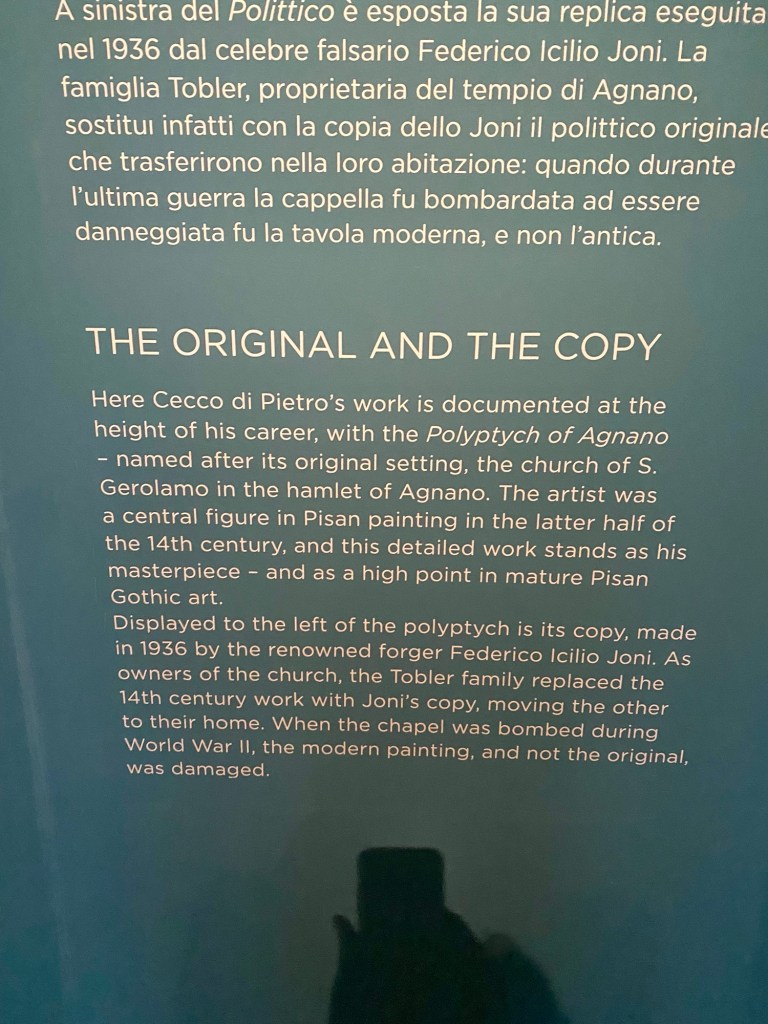 A sinistra del Polittico è esposta la sua replica eseguita
nel 1936 dal celebre falsario Federico Icilio Joni. La
famiglia Tobler, proprietaria del tempio di Agnano,
sostituì infatti con la copia dello Joni il polittico originale
che trasferirono nella loro abitazione: quando durante
l’ultima guerra la cappella fu bombardata ad essere
danneggiata fu la tavola moderna, e non l’antica.
THE ORIGINAL AND THE COPY
Here Cecco di Pietro’s work is documented at the
height of his career, with the Polyptych of Agnano
– named after its original setting, the church of S.
Gerolamo in the hamlet of Agnano. The artist was
a central figure in Pisan painting in the latter half of
the 14th century, and this detailed work stands as his
masterpiece – and as a high point in mature Pisan
Gothic art.
Displayed to the left of the polyptych is its copy, made
in 1936 by the renowned forger Federico Icilio Joni. As
owners of the church, the Tobler family replaced the
14th century work with Joni’s copy, moving the other
to their home. When the chapel was bombed during
World War II, the modern painting, and not the original,
was damaged.